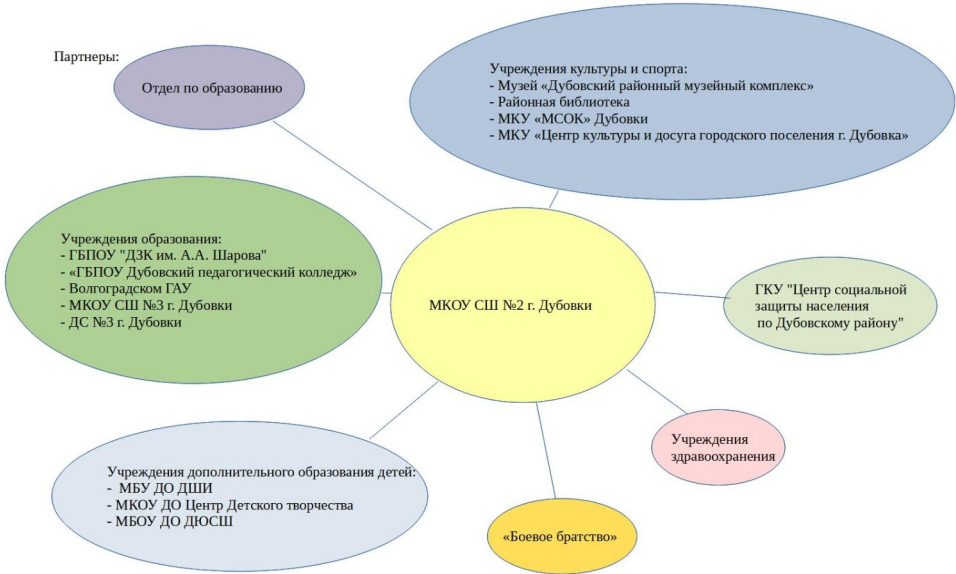 Партнеры:
Отдел по образованию
Учреждения культуры и спорта:
- Музей «Дубовский районный музейный комплекс»
- Районная библиотека
- МКУ «МСОК» Дубовки
- МКУ «Центр культуры и досуга городского поселения г. Дубовка»
Учреждения образования:
- ГБПОУ "ДЗК им. А.А. Шарова"
- «ГБПОУ Дубовский педагогический колледж»
- Волгоградском ГАУ
- МКОУ СШ №3 г. Дубовки
- ДС №3 г. Дубовки
МКОУ СШ №2 г. Дубовки
ГКУ "Центр социальной
защиты населения
по Дубовскому району"
Учреждения
здравоохранения
Учреждения дополнительного образования детей:
- МБУ ДО ДШИ
- МКОУ ДО Центр Детского творчества
- МБОУ ДО ДЮСШ
«Боевое братство»